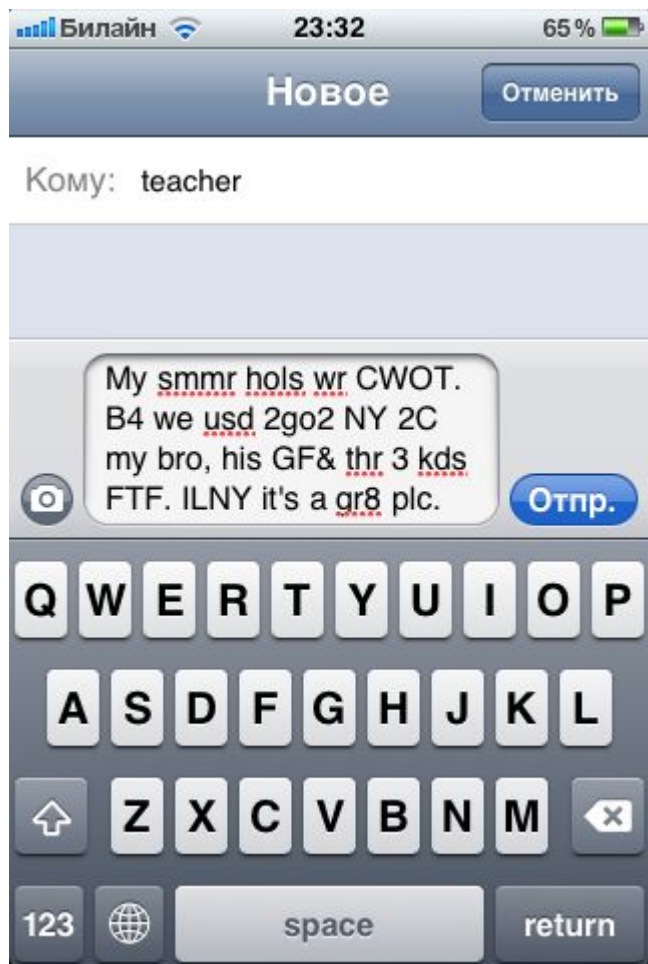 Билайн 23:32 65%
Новое Отменить
Кому: teacher
My smmr hols wr CWOT.
B4 we usd 2go2 NY 2C
my bro, his GF& thr 3 kds
FTF. ILNY it's a gr8 plc.
Отпр.
Q W E R T Y U I O P
A S D F G H J K L
Z X C V B N M
123 space return